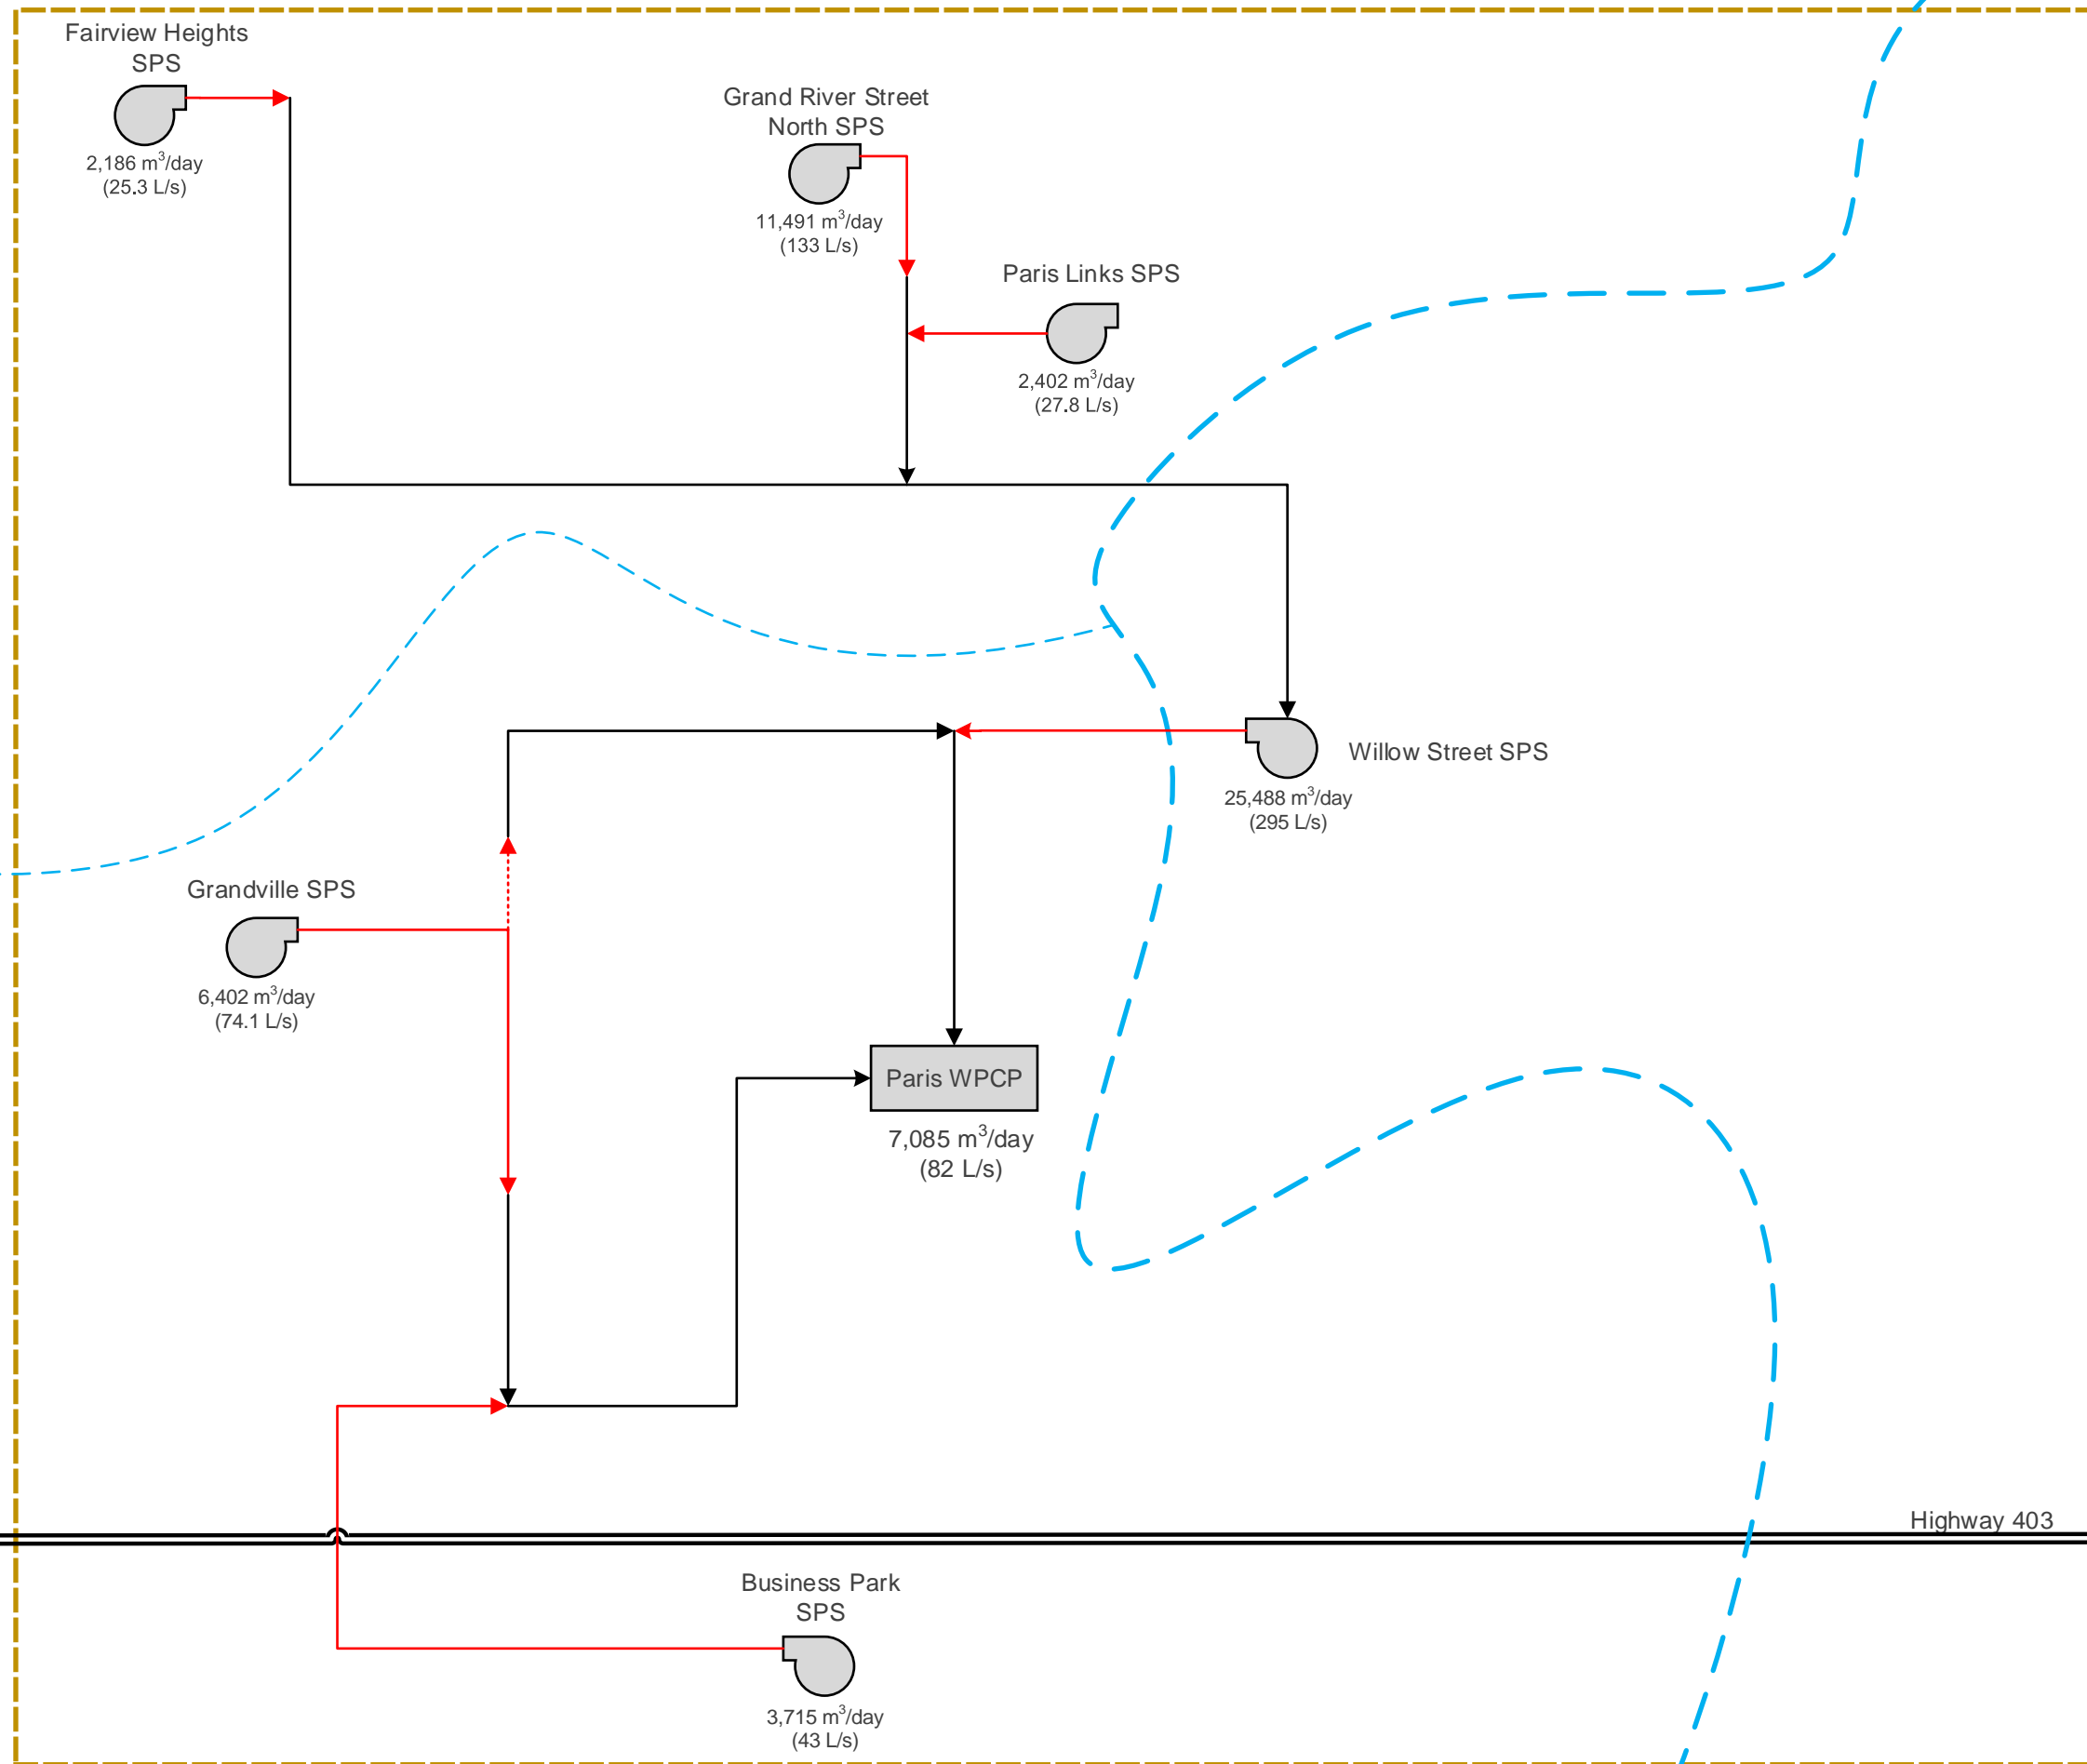 Fairview Heights
SPS
2,186 m³/day
(25.3 L/s)
Grand River Street
North SPS
11,491 m³/day
(133 L/s)
Paris Links SPS
2,402 m³/day
(27.8 L/s)
Willow Street SPS
25,488 m³/day
(295 L/s)
Grandville SPS
6,402 m³/day
(74.1 L/s)
Paris WPCP
7,085 m³/day
(82 L/s)
Highway 403
Business Park
SPS
3,715 m³/day
(43 L/s)